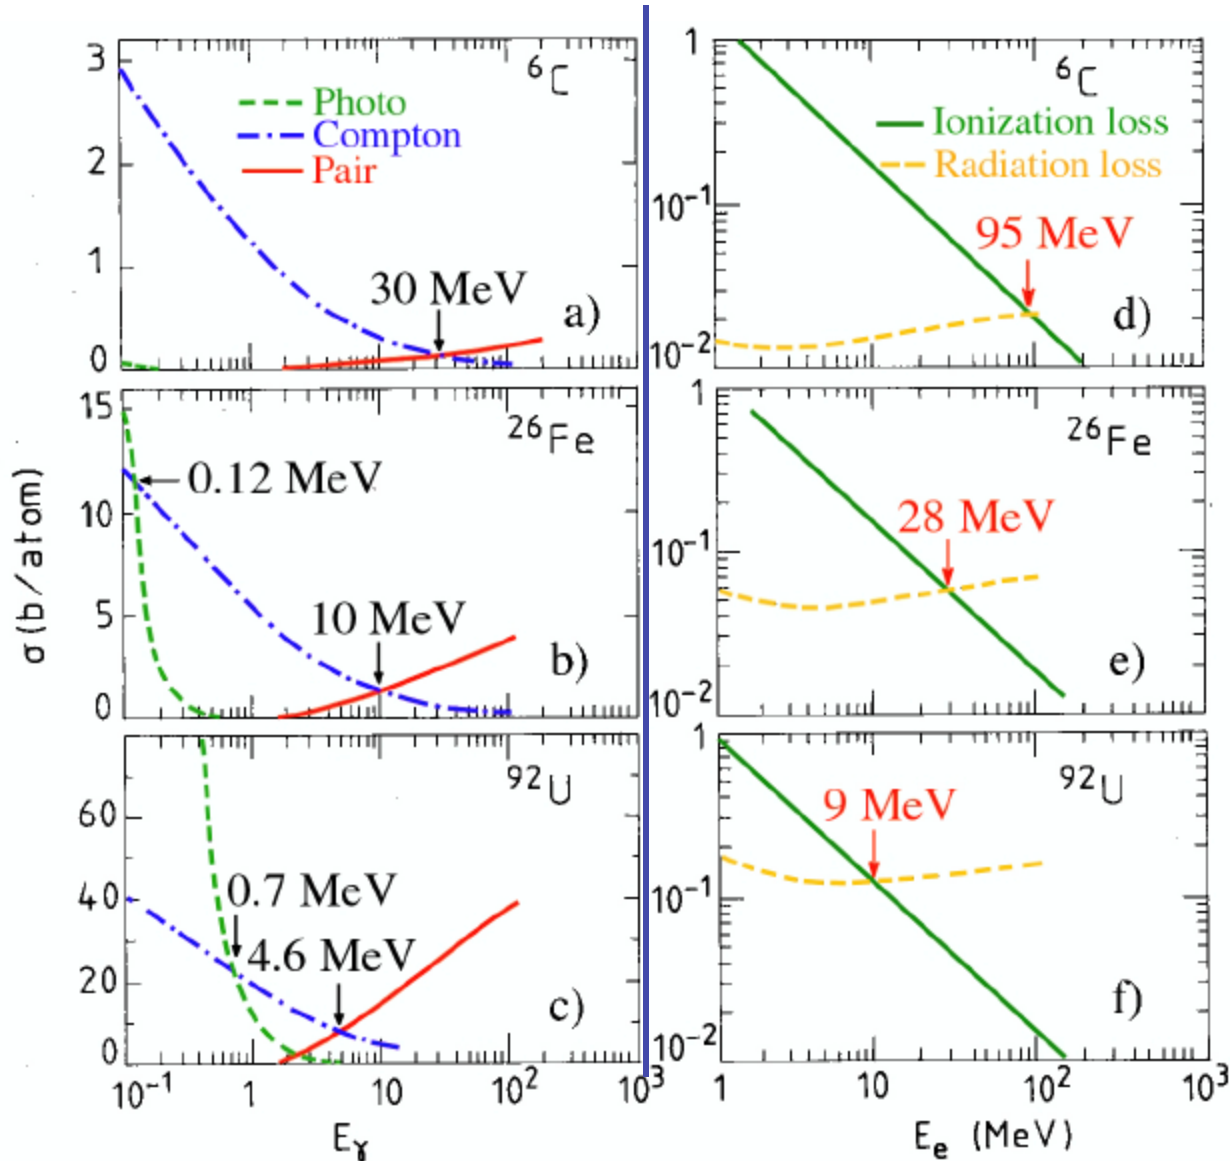 3
2
1
0
⁶C
Photo
Compton
Pair
30 MeV
a)
15
10
5
0
²⁶Fe
0.12 MeV
10 MeV
b)
σ(b/atom)
60
40
20
0
⁹²U
0.7 MeV
4.6 MeV
c)
10⁻¹ 1 10 10² 10³
Eγ
1
10⁻¹
10⁻²
⁶C
Ionization loss
Radiation loss
95 MeV
d)
1
10⁻¹
10⁻²
²⁶Fe
28 MeV
e)
1
10⁻¹
10⁻²
⁹²U
9 MeV
f)
1 10 10² 10³
Eₑ (MeV)